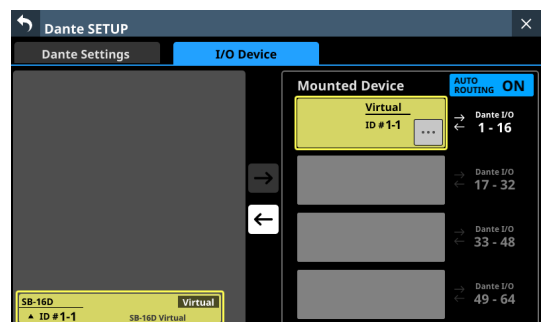 Dante SETUP
Dante Settings
I/O Device
Mounted Device
AUTO ROUTING ON
Virtual
ID #1-1
...
Dante I/O
1 - 16
Dante I/O
17 - 32
Dante I/O
33 - 48
Dante I/O
49 - 64
SB-16D
Virtual
▲ ID #1-1
SB-16D Virtual